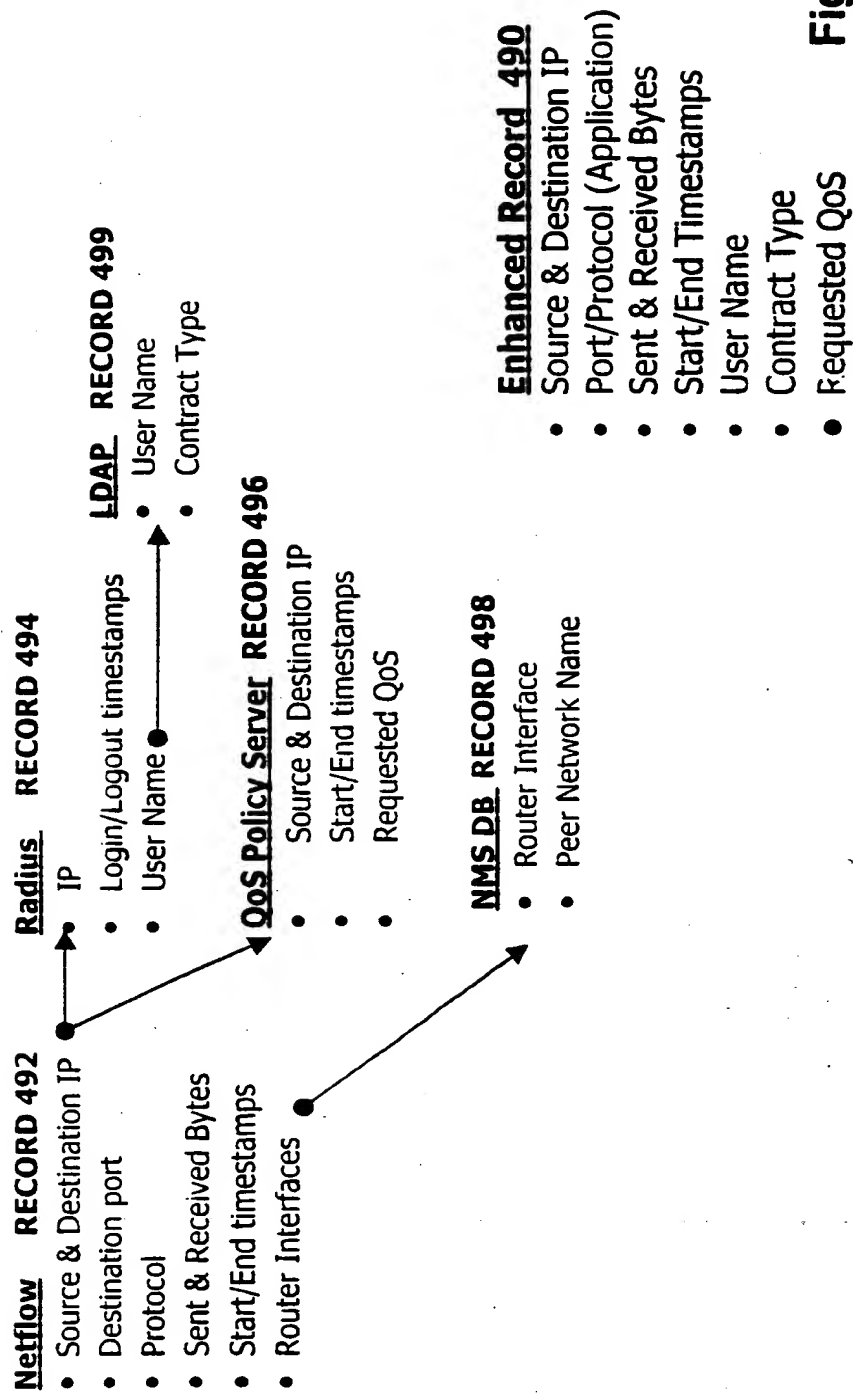 Netflow RECORD 492
• Source & Destination IP
• Destination port
• Protocol
• Sent & Received Bytes
• Start/End timestamps
• Router Interfaces
Radius RECORD 494
• IP
• Login/Logout timestamps
• User Name
LDAP RECORD 499
• User Name
• Contract Type
QoS Policy Server RECORD 496
• Source & Destination IP
• Start/End timestamps
• Requested QoS
NMS DB RECORD 498
• Router Interface
• Peer Network Name
Enhanced Record 490
• Source & Destination IP
• Port/Protocol (Application)
• Sent & Received Bytes
• Start/End Timestamps
• User Name
• Contract Type
• Requested QoS